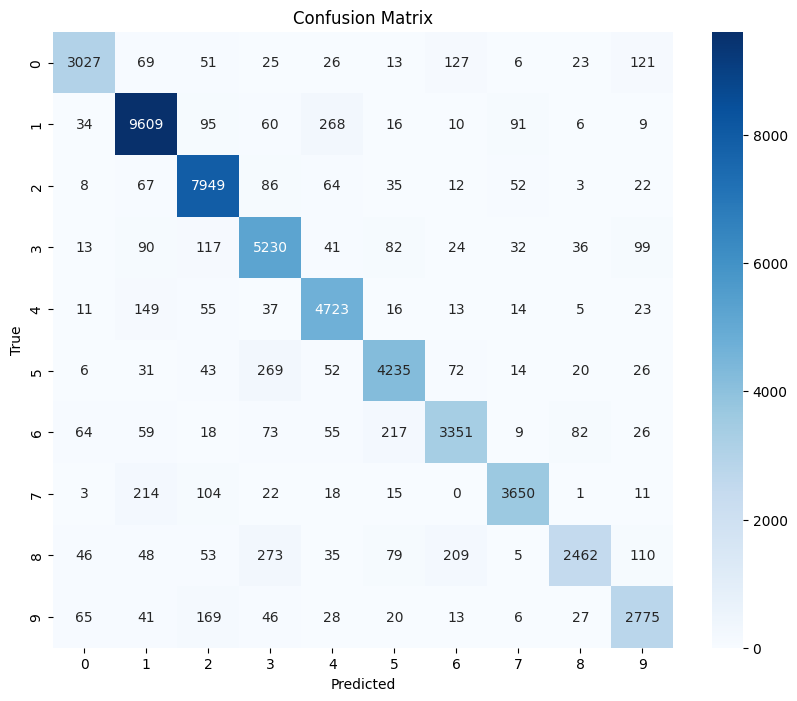 Confusion Matrix
0 3027 69 51 25 26 13 127 6 23 121
1 34 9609 95 60 268 16 10 91 6 9
8000
2 8 67 7949 86 64 35 12 52 3 22
3 13 90 117 5230 41 82 24 32 36 99
6000
4 11 149 55 37 4723 16 13 14 5 23
True
5 6 31 43 269 52 4235 72 14 20 26
4000
6 64 59 18 73 55 217 3351 9 82 26
7 3 214 104 22 18 15 0 3650 1 11
2000
8 46 48 53 273 35 79 209 5 2462 110
9 65 41 169 46 28 20 13 6 27 2775
0
0 1 2 3 4 5 6 7 8 9
Predicted